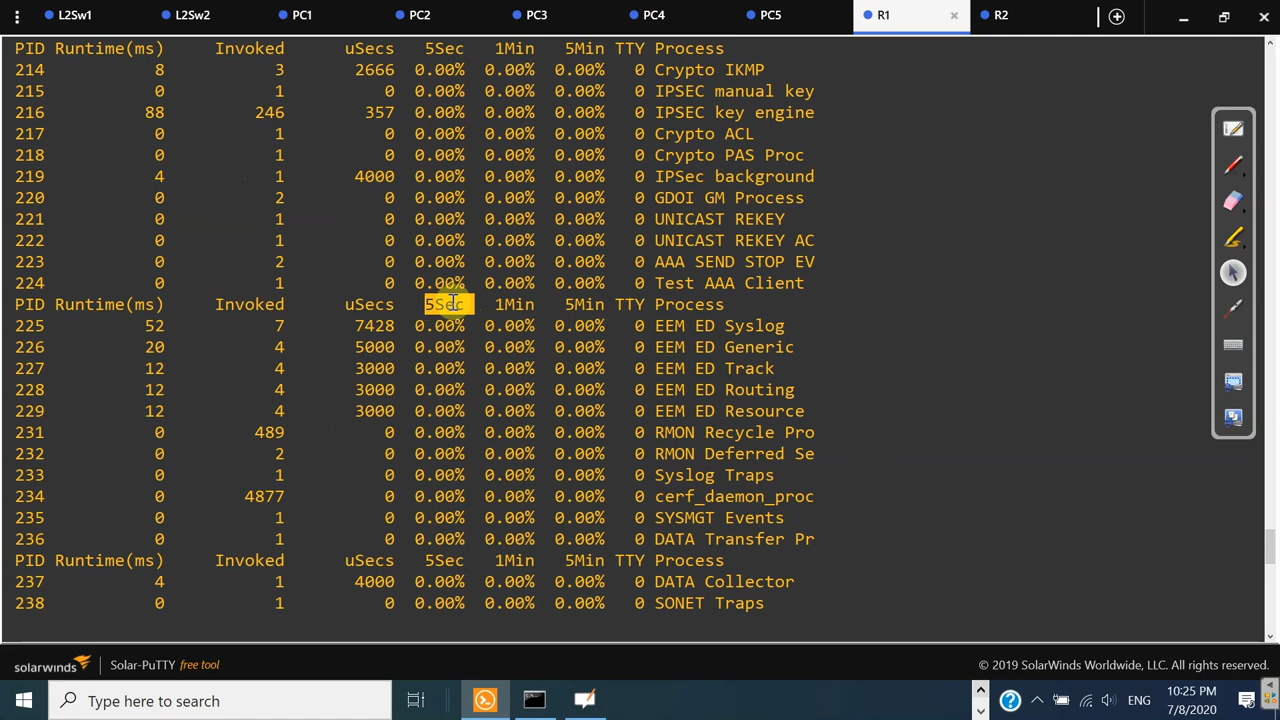 L2Sw1 L2Sw2 PC1 PC2 PC3 PC4 PC5 R1 R2
PID Runtime(ms) Invoked uSecs 5Sec 1Min 5Min TTY Process
214 8 3 2666 0.00% 0.00% 0.00% 0 Crypto IKMP
215 0 1 0 0.00% 0.00% 0.00% 0 IPSEC manual key
216 88 246 357 0.00% 0.00% 0.00% 0 IPSEC key engine
217 0 1 0 0.00% 0.00% 0.00% 0 Crypto ACL
218 0 1 0 0.00% 0.00% 0.00% 0 Crypto PAS Proc
219 4 1 4000 0.00% 0.00% 0.00% 0 IPSec background
220 0 2 0 0.00% 0.00% 0.00% 0 GDOI GM Process
221 0 1 0 0.00% 0.00% 0.00% 0 UNICAST REKEY
222 0 1 0 0.00% 0.00% 0.00% 0 UNICAST REKEY AC
223 0 2 0 0.00% 0.00% 0.00% 0 AAA SEND STOP EV
224 0 1 0 0.00% 0.00% 0.00% 0 Test AAA Client
PID Runtime(ms) Invoked uSecs 5Sec 1Min 5Min TTY Process
225 52 7 7428 0.00% 0.00% 0.00% 0 EEM ED Syslog
226 20 4 5000 0.00% 0.00% 0.00% 0 EEM ED Generic
227 12 4 3000 0.00% 0.00% 0.00% 0 EEM ED Track
228 12 4 3000 0.00% 0.00% 0.00% 0 EEM ED Routing
229 12 4 3000 0.00% 0.00% 0.00% 0 EEM ED Resource
231 0 489 0 0.00% 0.00% 0.00% 0 RMON Recycle Pro
232 0 2 0 0.00% 0.00% 0.00% 0 RMON Deferred Se
233 0 1 0 0.00% 0.00% 0.00% 0 Syslog Traps
234 0 4877 0 0.00% 0.00% 0.00% 0 cerf_daemon_proc
235 0 1 0 0.00% 0.00% 0.00% 0 SYSMGT Events
236 0 1 0 0.00% 0.00% 0.00% 0 DATA Transfer Pr
PID Runtime(ms) Invoked uSecs 5Sec 1Min 5Min TTY Process
237 4 1 4000 0.00% 0.00% 0.00% 0 DATA Collector
238 0 1 0 0.00% 0.00% 0.00% 0 SONET Traps
solarwinds Solar-PuTTY free tool © 2019 SolarWinds Worldwide, LLC. All rights reserved.
Type here to search ENG 10:25 PM
7/8/2020